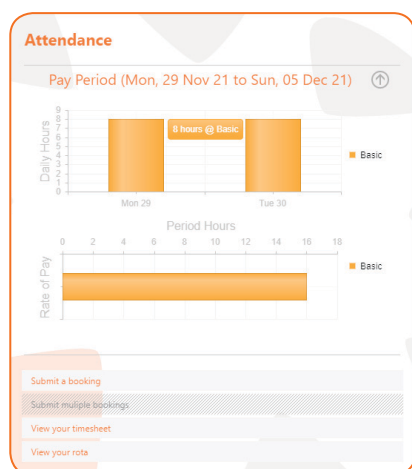 Attendance
Pay Period (Mon, 29 Nov 21 to Sun, 05 Dec 21)
Daily Hours
9
8
7
6
5
4
3
2
1
0
8 hours @ Basic
Basic
Mon 29
Tue 30
Period Hours
0 2 4 6 8 10 12 14 16 18
Rate of Pay
Basic
Submit a booking
Submit muliple bookings
View your timesheet
View your rota